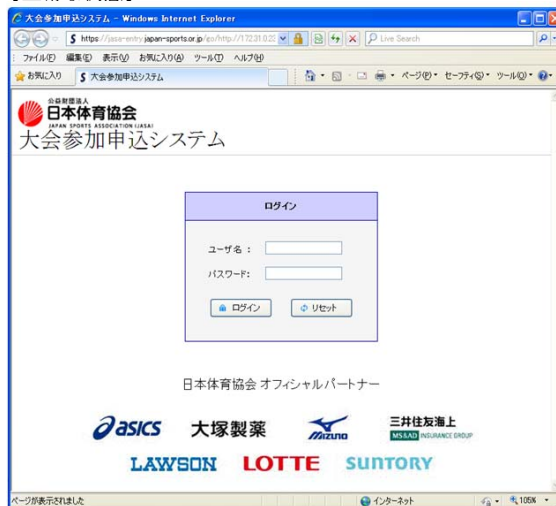 大会参加申込システム - Windows Internet Explorer
https://jasa-entry.japan-sports.or.jp/go/http://172.31.0.23
Live Search
ファイル(F) 編集(E) 表示(V) お気に入り(A) ツール(T) ヘルプ(H)
お気に入り 大会参加申込システム ページ(P) セーフティ(S) ツール(O)
公益財団法人
日本体育協会
JAPAN SPORTS ASSOCIATION (JASA)
大会参加申込システム
ログイン
ユーザ名 :
パスワード:
ログイン リセット
日本体育協会 オフィシャルパートナー
asics 大塚製薬 MIZUNO 三井住友海上
MS&AD INSURANCE GROUP
LAWSON LOTTE SUNTORY
ページが表示されました インターネット 105%